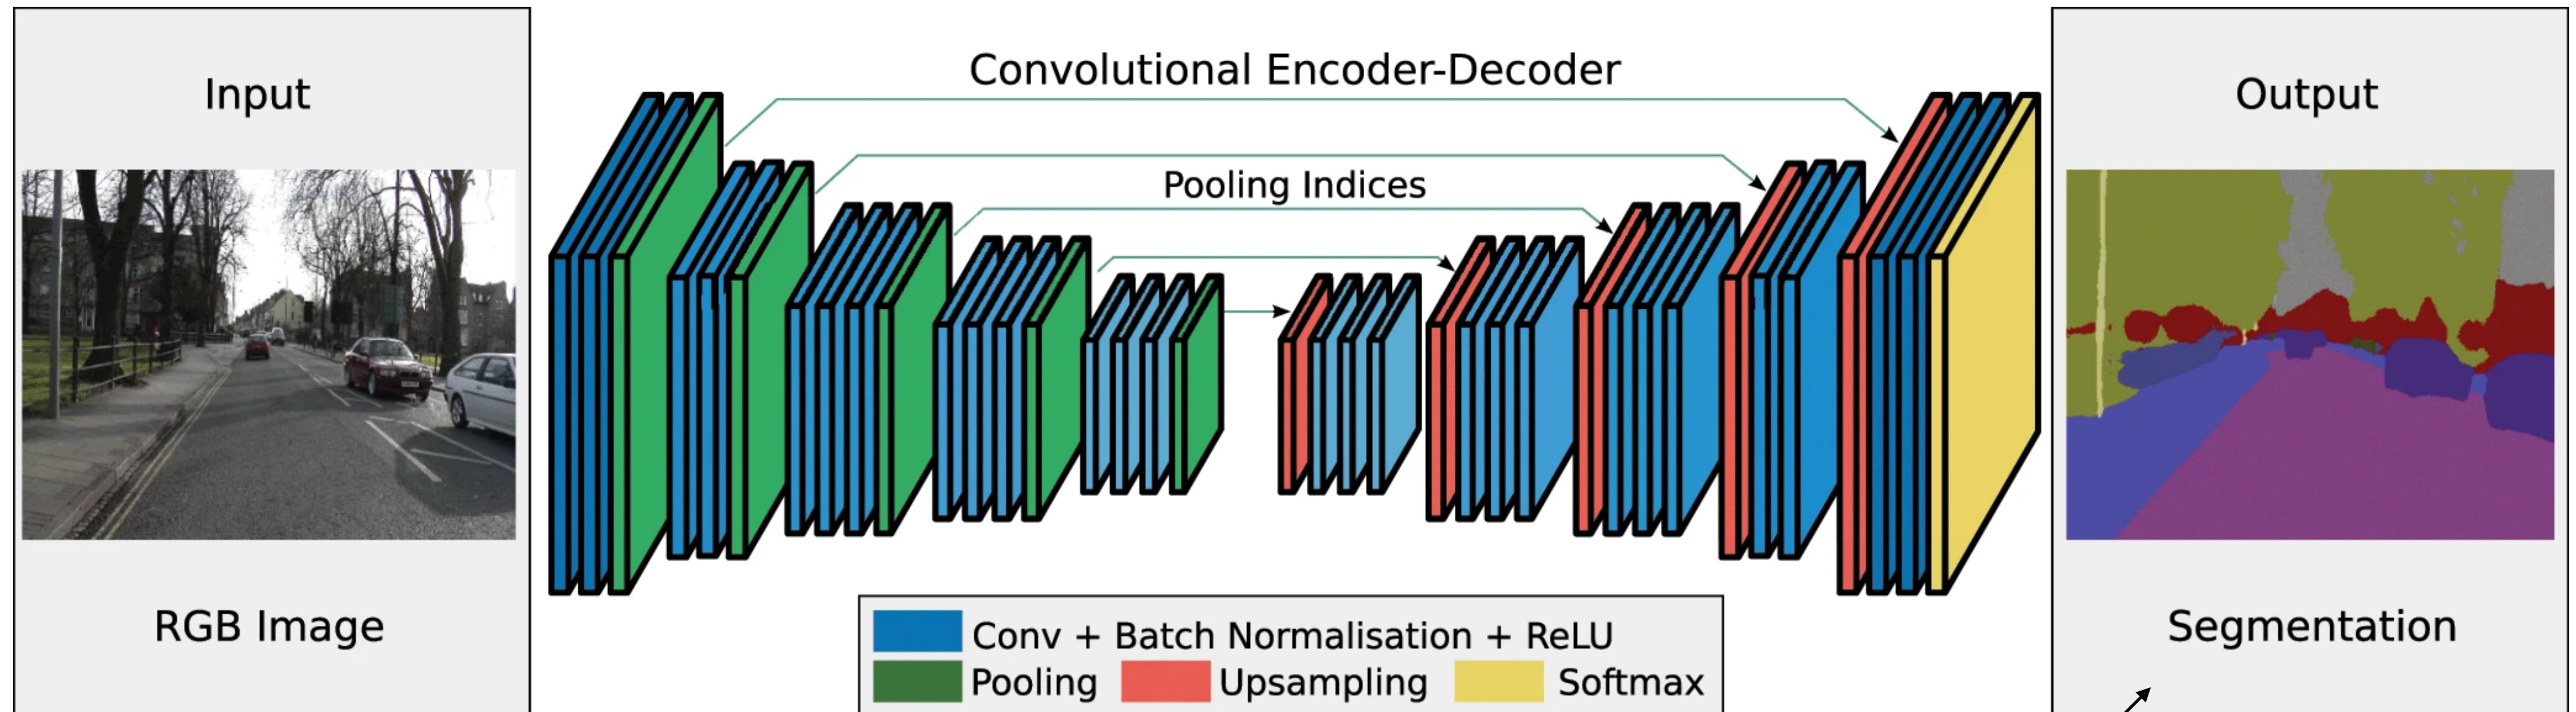 Input
RGB Image
Convolutional Encoder-Decoder
Pooling Indices
Conv + Batch Normalisation + ReLU
Pooling Upsampling Softmax
Output
Segmentation